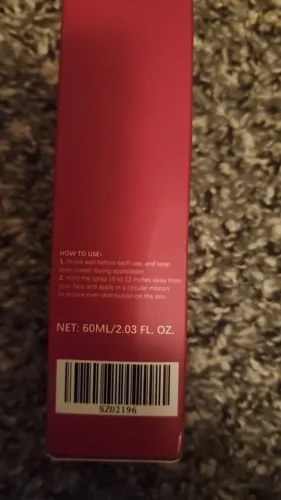 HOW TO USE:
1. Shake well before each use, and keep
eyes closed during application.
2. Hold the spray 10 to 12 inches away from
your face and apply in a circular motion
to ensure even distribution on the skin.
NET: 60ML/2.03 FL. OZ.
SZ02196